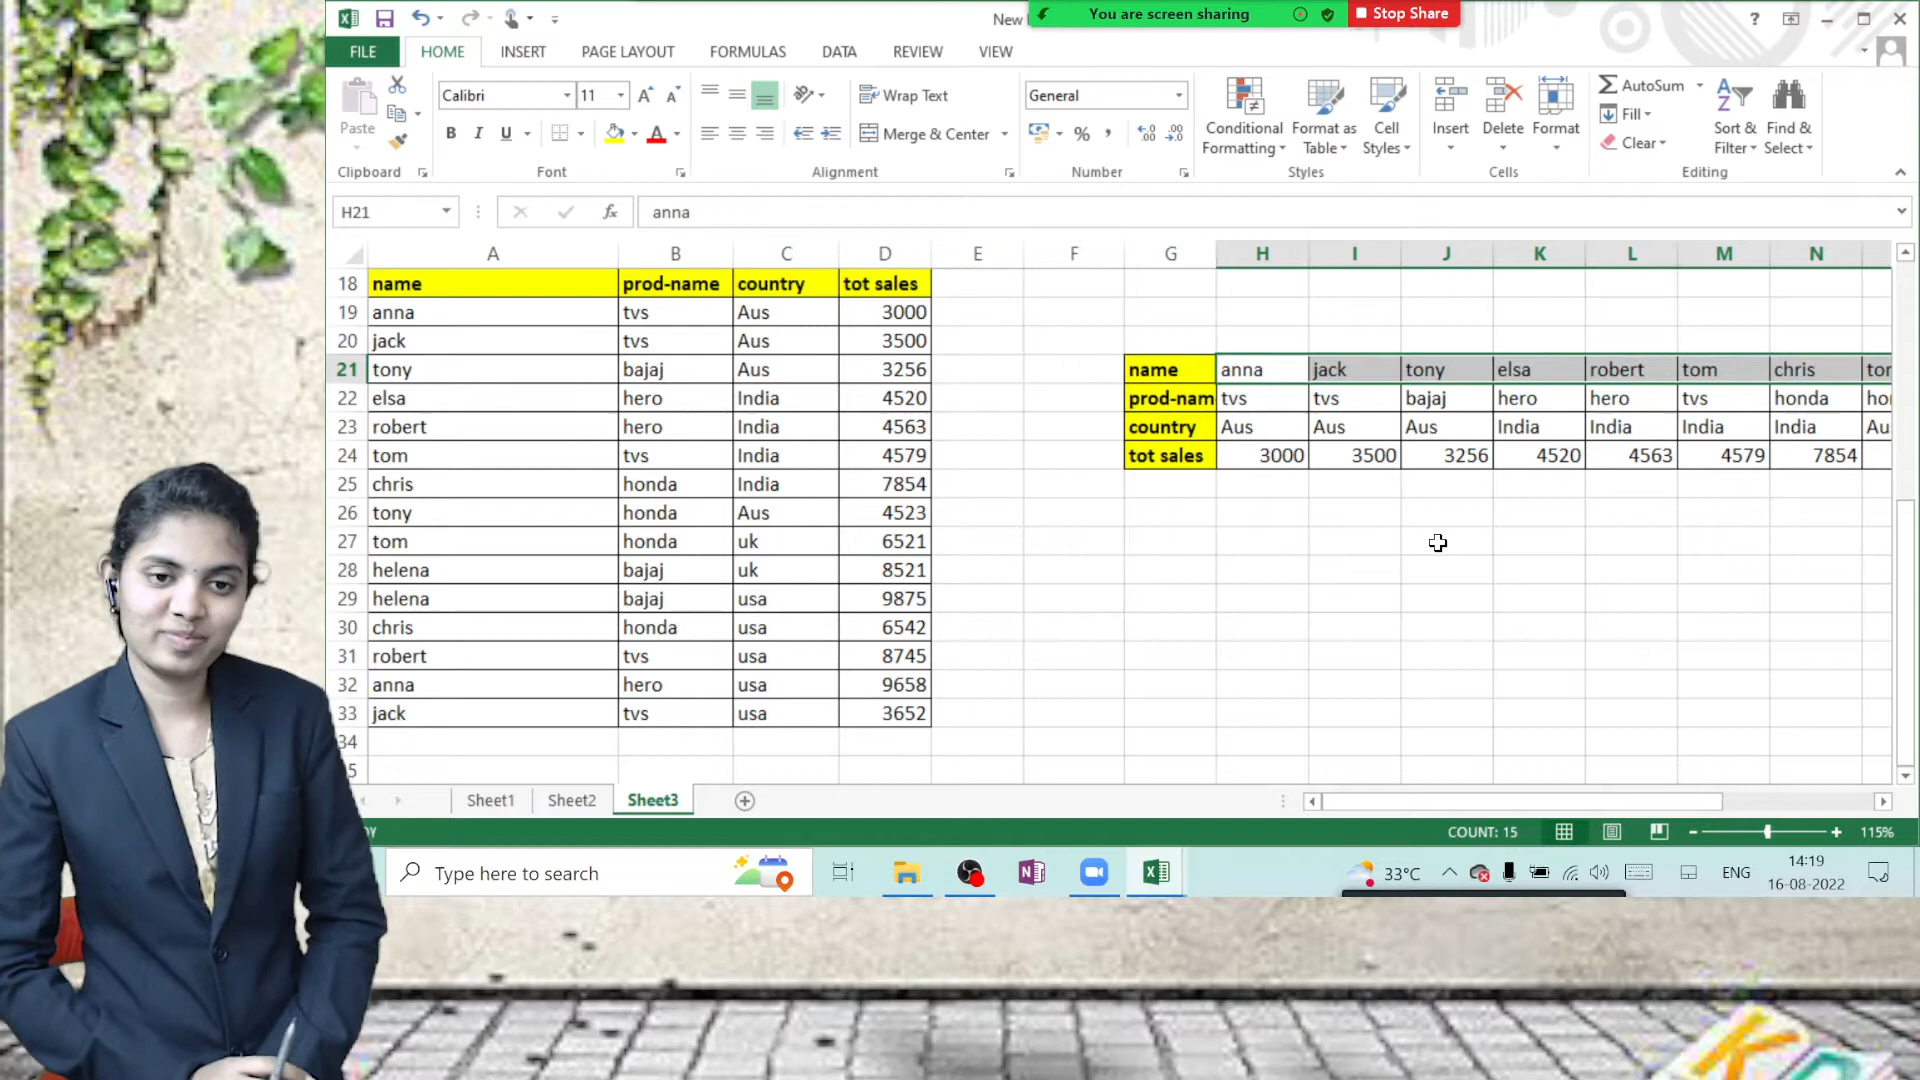 New
You are screen sharing
Stop Share
?
FILE HOME INSERT PAGE LAYOUT FORMULAS DATA REVIEW VIEW
Paste
Clipboard
Calibri 11
B I U
Font
Wrap Text
Merge & Center
Alignment
General
%
Number
Conditional Formatting
Format as Table
Cell Styles
Styles
Insert
Delete
Format
Cells
AutoSum
Fill
Clear
Sort & Filter
Find & Select
Editing
H21 fx anna
A B C D E F G H I J K L M N
18 name prod-name country tot sales
19 anna tvs Aus 3000
20 jack tvs Aus 3500
21 tony bajaj Aus 3256 name anna jack tony elsa robert tom chris
22 elsa hero India 4520 prod-nam tvs tvs bajaj hero hero tvs honda
23 robert hero India 4563 country Aus Aus Aus India India India India
24 tom tvs India 4579 tot sales 3000 3500 3256 4520 4563 4579 7854
25 chris honda India 7854
26 tony honda Aus 4523
27 tom honda uk 6521
28 helena bajaj uk 8521
29 helena bajaj usa 9875
30 chris honda usa 6542
31 robert tvs usa 8745
32 anna hero usa 9658
33 jack tvs usa 3652
34
5
Sheet1 Sheet2 Sheet3
COUNT: 15 115%
Type here to search
33°C
ENG
14:19
16-08-2022